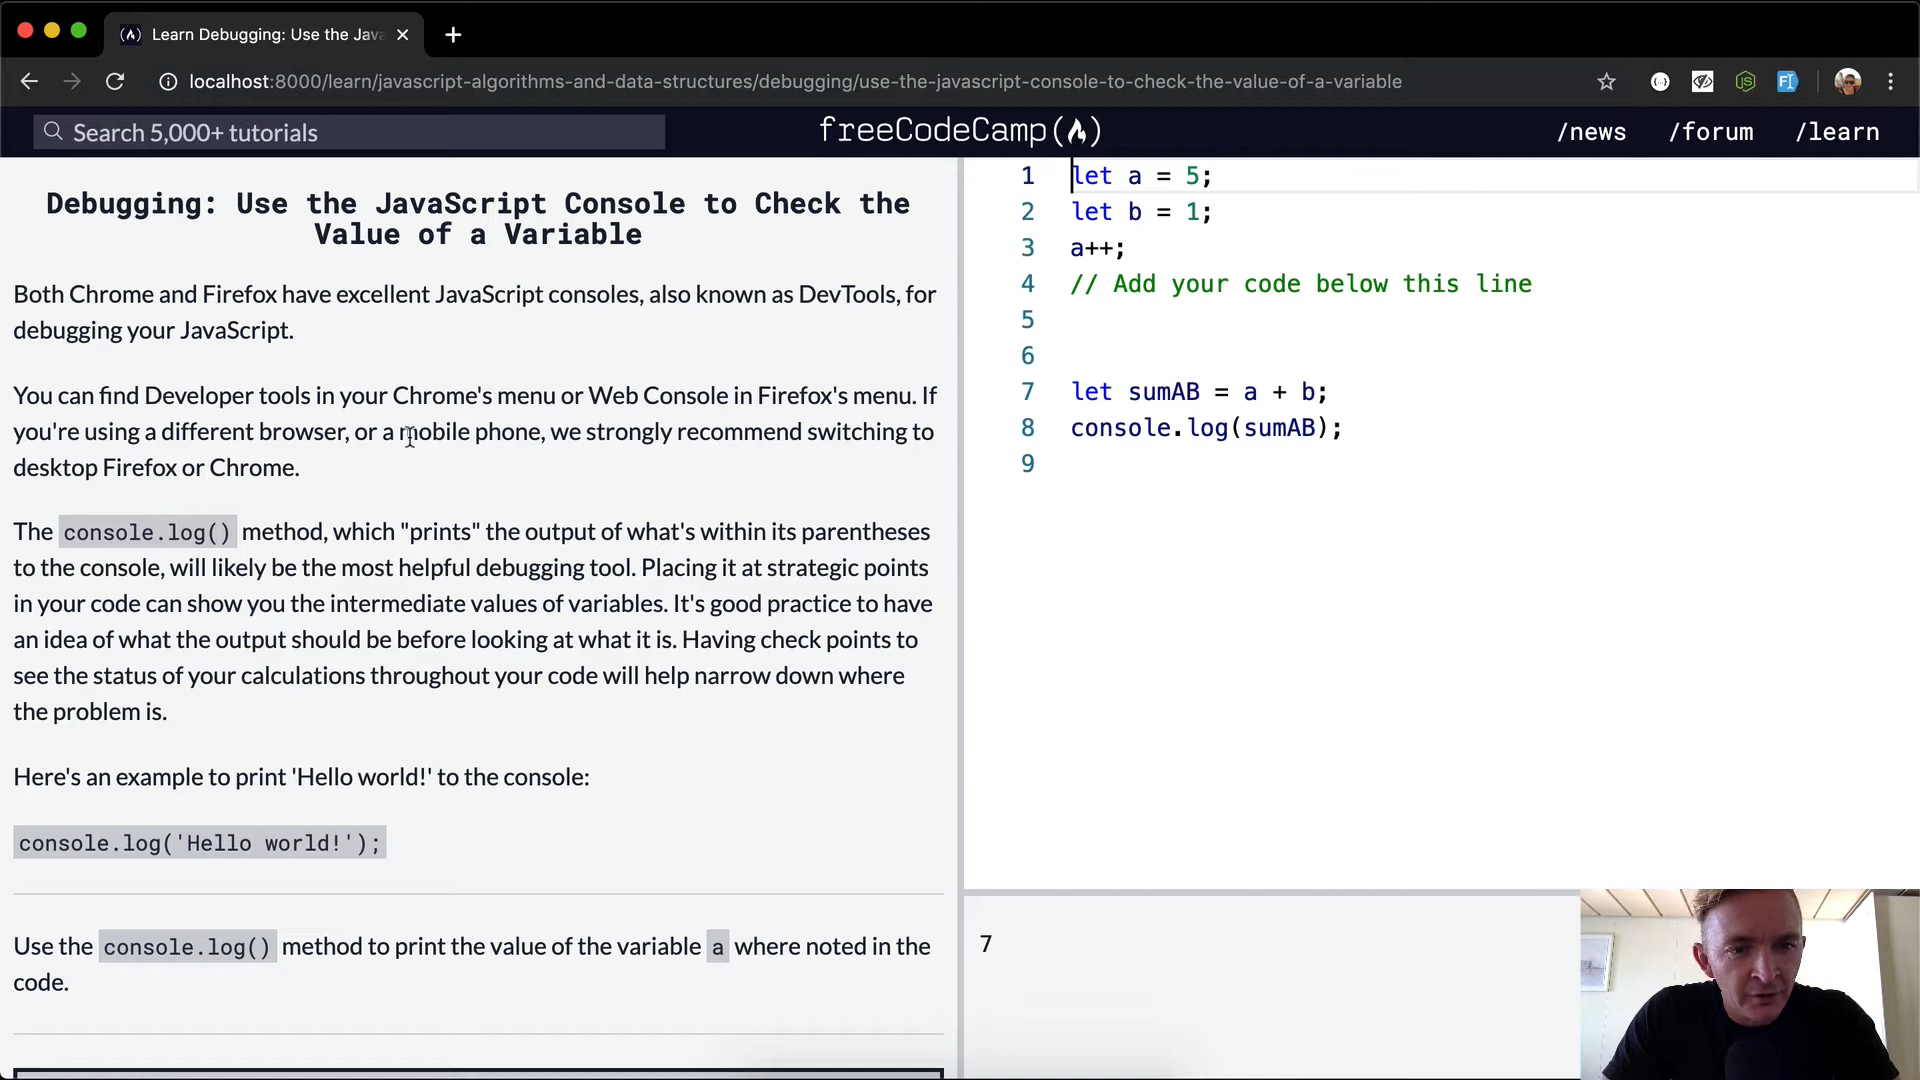 Learn Debugging: Use the Jav
localhost:8000/learn/javascript-algorithms-and-data-structures/debugging/use-the-javascript-console-to-check-the-value-of-a-variable
Search 5,000+ tutorials
freeCodeCamp
/news /forum /learn
Debugging: Use the JavaScript Console to Check the
Value of a Variable
Both Chrome and Firefox have excellent JavaScript consoles, also known as DevTools, for
debugging your JavaScript.
You can find Developer tools in your Chrome's menu or Web Console in Firefox's menu. If
you're using a different browser, or a mobile phone, we strongly recommend switching to
desktop Firefox or Chrome.
The console.log() method, which "prints" the output of what's within its parentheses
to the console, will likely be the most helpful debugging tool. Placing it at strategic points
in your code can show you the intermediate values of variables. It's good practice to have
an idea of what the output should be before looking at what it is. Having check points to
see the status of your calculations throughout your code will help narrow down where
the problem is.
Here's an example to print 'Hello world!' to the console:
console.log('Hello world!');
Use the console.log() method to print the value of the variable a where noted in the
code.
1 let a = 5;
2 let b = 1;
3 a++;
4 // Add your code below this line
5
6
7 let sumAB = a + b;
8 console.log(sumAB);
9
7